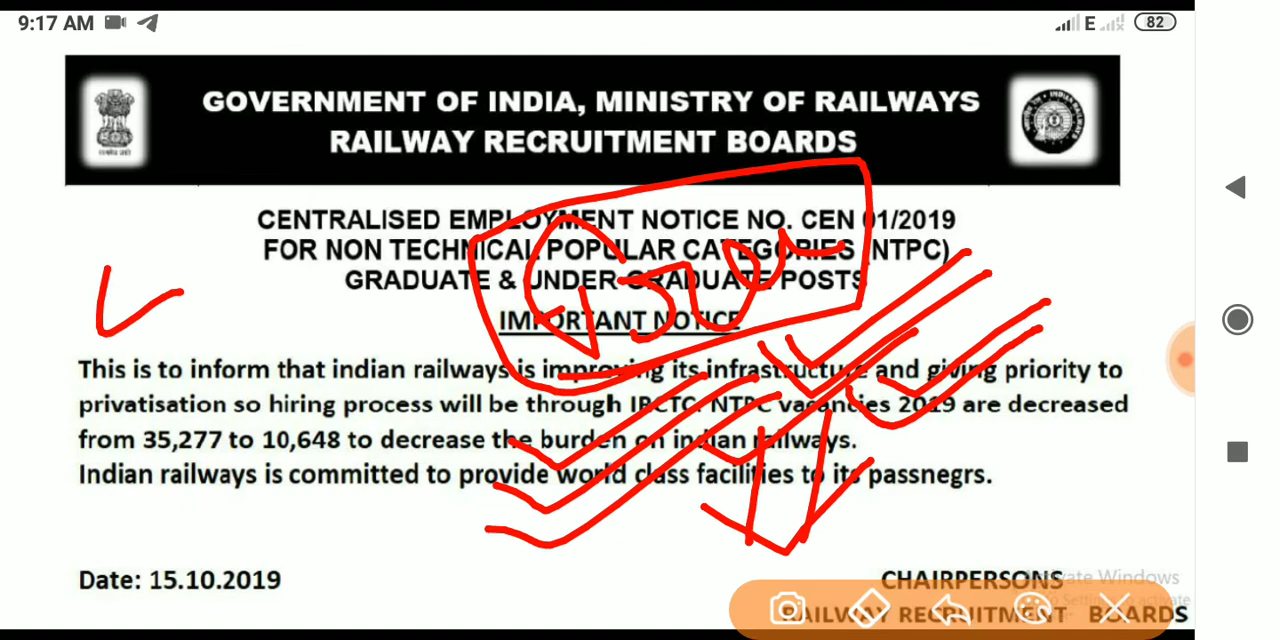 9:17 AM
E
82
GOVERNMENT OF INDIA, MINISTRY OF RAILWAYS
RAILWAY RECRUITMENT BOARDS
CENTRALISED EMPLOYMENT NOTICE NO. CEN 01/2019
FOR NON TECHNICAL POPULAR CATEGORIES (NTPC)
GRADUATE & UNDER GRADUATE POSTS
IMPORTANT NOTICE
This is to inform that indian railways is improving its infrastructure and giving priority to
privatisation so hiring process will be through IRCTC. NTPC vacancies 2019 are decreased
from 35,277 to 10,648 to decrease the burden on indian railways.
Indian railways is committed to provide world class facilities to its passnegrs.
Date: 15.10.2019
CHAIRPERSONS
Activate Windows
RAILWAY RECRUITMENT BOARDS